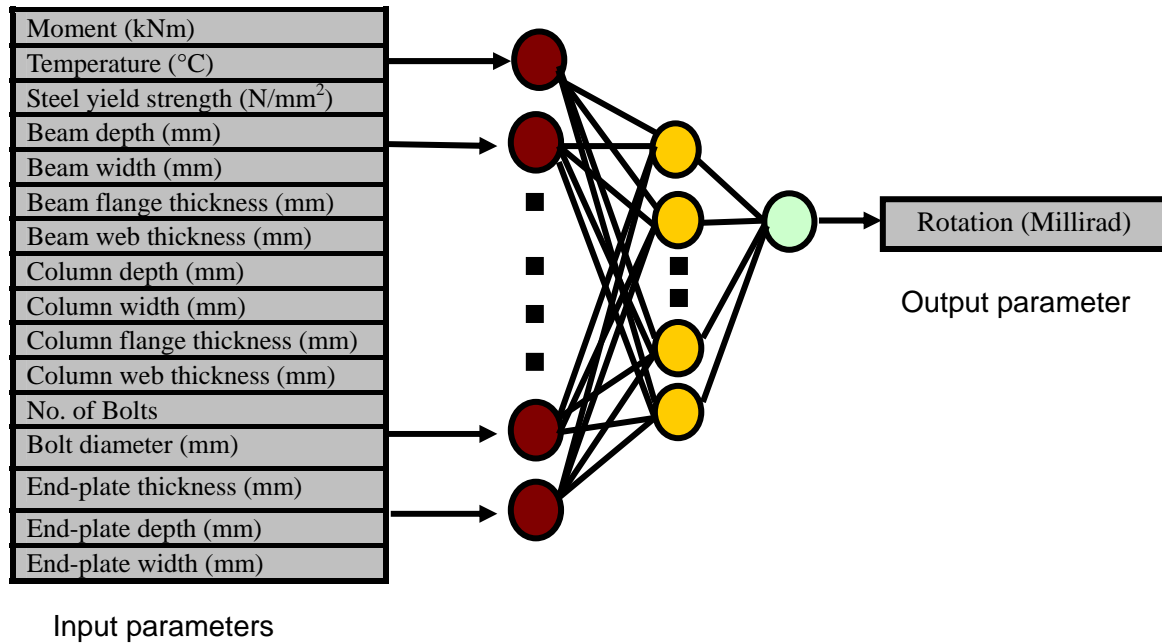 Moment (kNm)
Temperature (°C)
Steel yield strength (N/mm²)
Beam depth (mm)
Beam width (mm)
Beam flange thickness (mm)
Beam web thickness (mm)
Column depth (mm)
Column width (mm)
Column flange thickness (mm)
Column web thickness (mm)
No. of Bolts
Bolt diameter (mm)
End-plate thickness (mm)
End-plate depth (mm)
End-plate width (mm)
Input parameters
Rotation (Millirad)
Output parameter